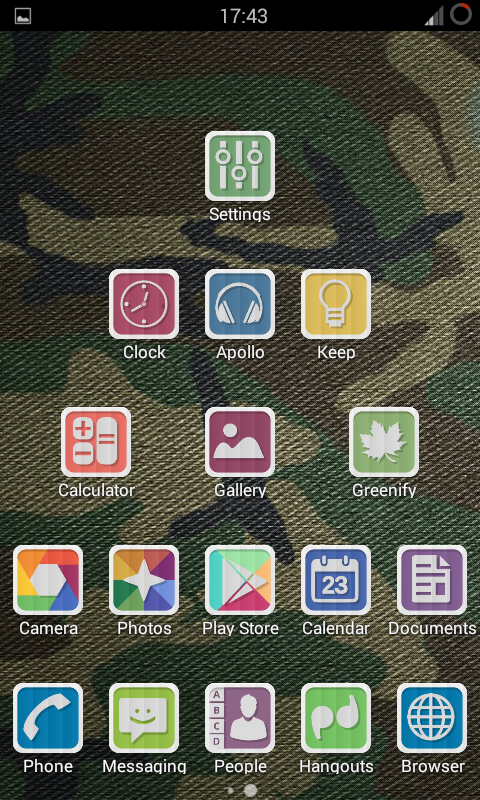 17:43
Settings
Clock Apollo Keep
Calculator Gallery Greenify
23
Camera Photos Play Store Calendar Documents
A
B
C
D
Phone Messaging People Hangouts Browser